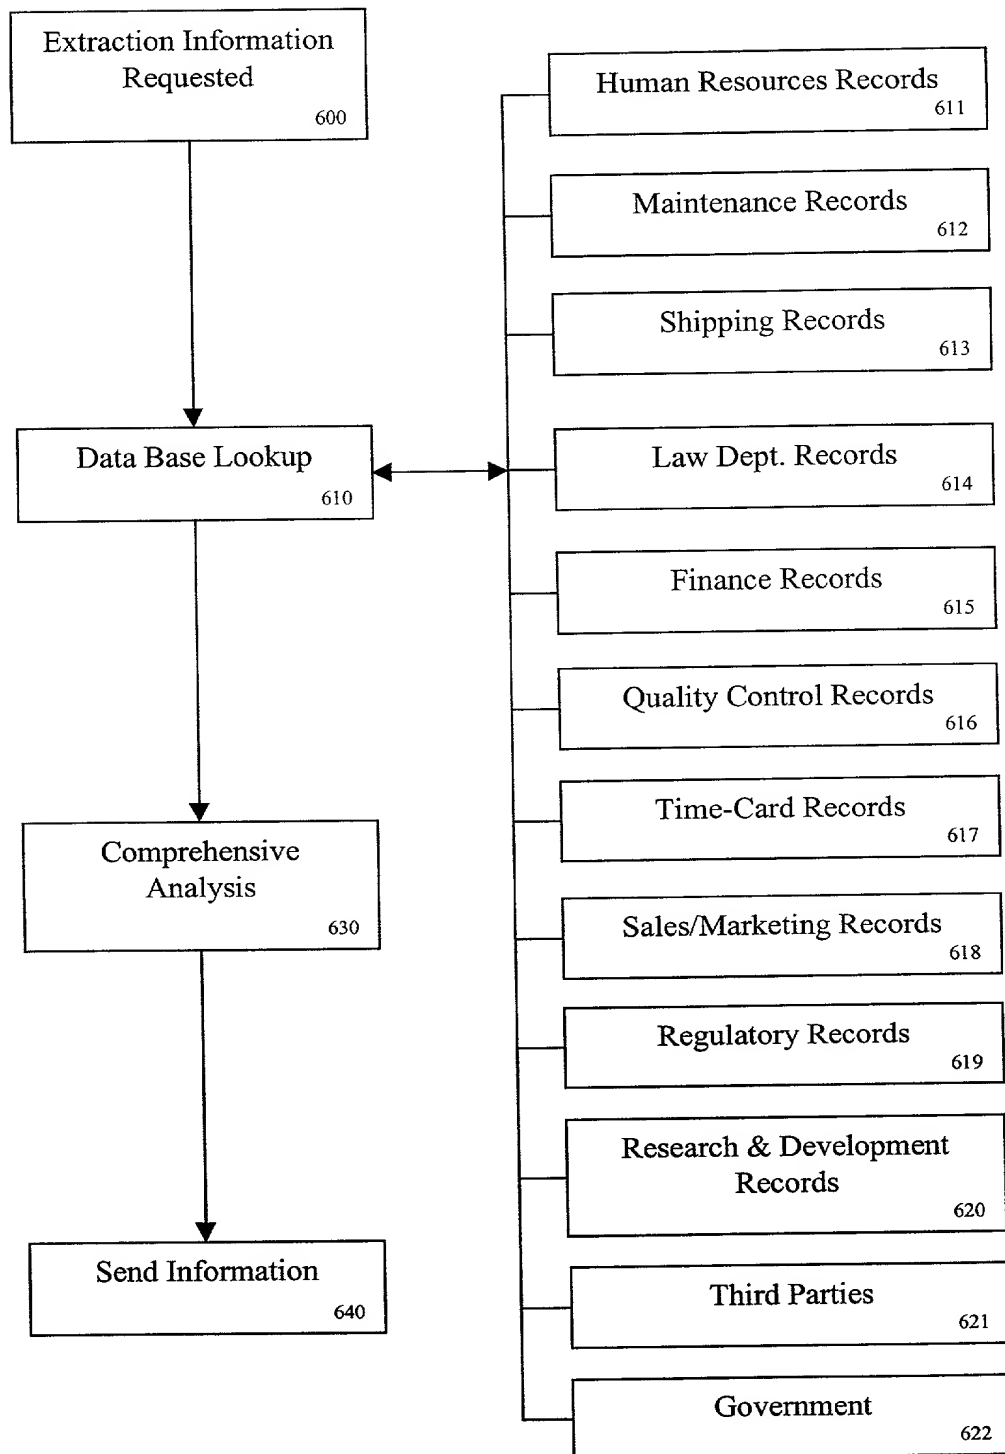 Extraction Information
Requested
600
Data Base Lookup
610
Comprehensive
Analysis
630
Send Information
640
Human Resources Records
611
Maintenance Records
612
Shipping Records
613
Law Dept. Records
614
Finance Records
615
Quality Control Records
616
Time-Card Records
617
Sales/Marketing Records
618
Regulatory Records
619
Research & Development
Records
620
Third Parties
621
Government
622